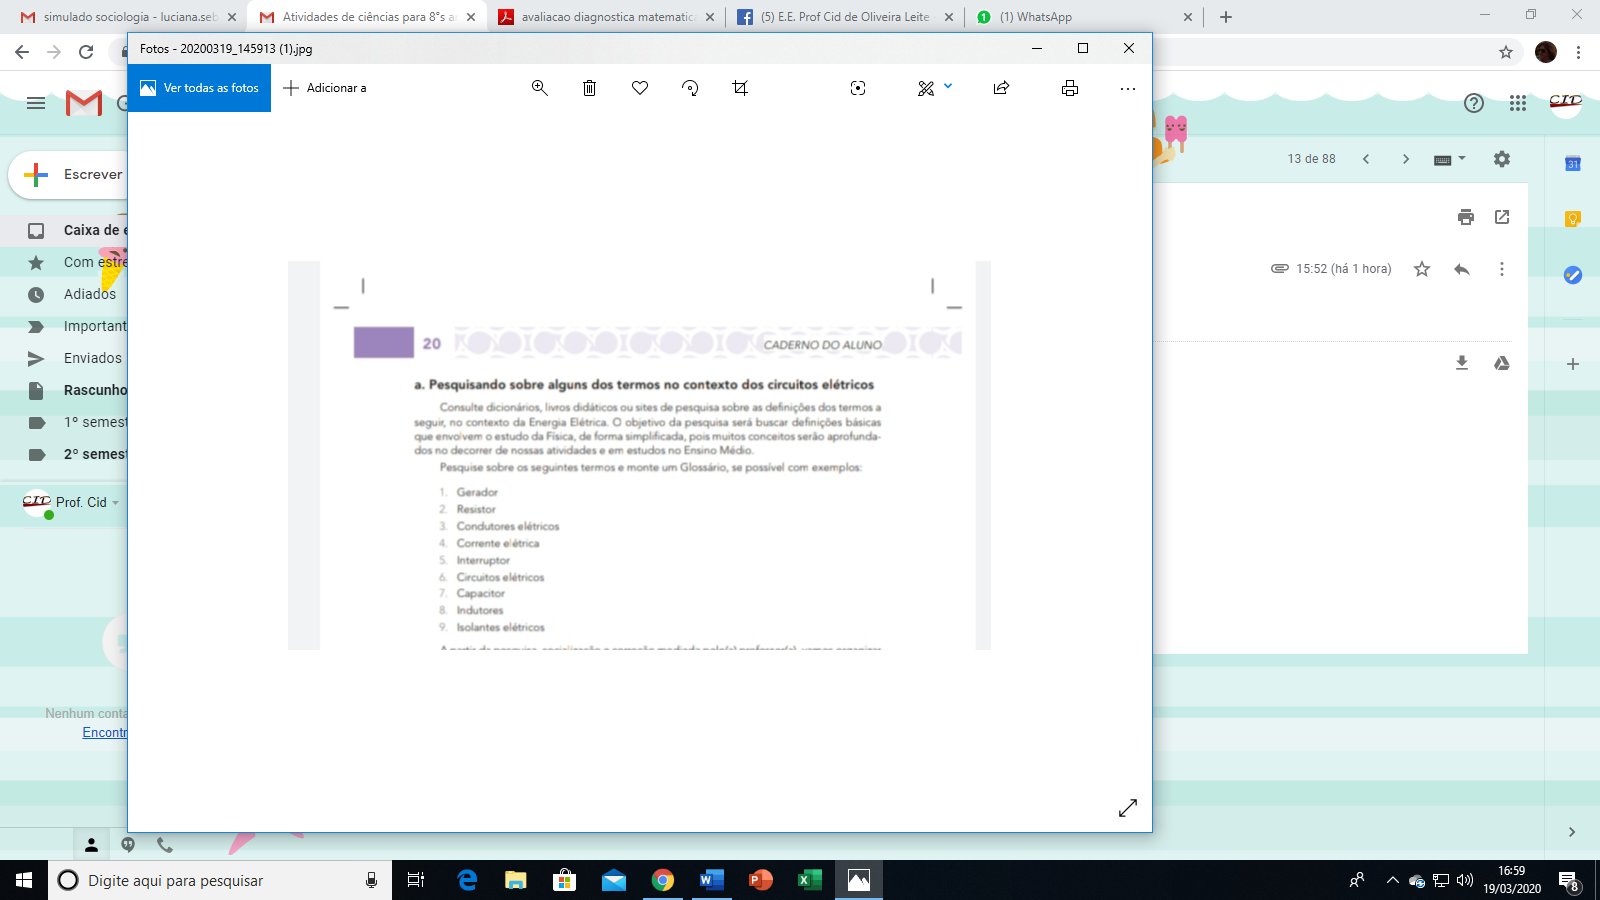 simulado sociologia - luciana.seb
Atividades de ciências para 8°s a
avaliacao diagnostica matematic
(5) E.E. Prof Cid de Oliveira Leite
(1) WhatsApp
Fotos - 20200319_145913 (1).jpg
Ver todas as fotos
Adicionar a
CID
13 de 88
31
Escrever
Caixa de e
Com estre
Adiados
Important
Enviados
Rascunho
1º semest
2º semest
15:52 (há 1 hora)
CID Prof. Cid
Nenhum conta
Encontr
20
CADERNO DO ALUNO
a. Pesquisando sobre alguns dos termos no contexto dos circuitos elétricos
Consulte dicionários, livros didáticos ou sites de pesquisa sobre as definições dos termos a
seguir, no contexto da Energia Elétrica. O objetivo da pesquisa será buscar definições básicas
que envolvem o estudo da Física, de forma simplificada, pois muitos conceitos serão aprofunda-
dos no decorrer de nossas atividades e em estudos no Ensino Médio.
Pesquise sobre os seguintes termos e monte um Glossário, se possível com exemplos:
1. Gerador
2. Resistor
3. Condutores elétricos
4. Corrente elétrica
5. Interruptor
6. Circuitos elétricos
7. Capacitor
8. Indutores
9. Isolantes elétricos
Digite aqui para pesquisar
16:59
19/03/2020
8